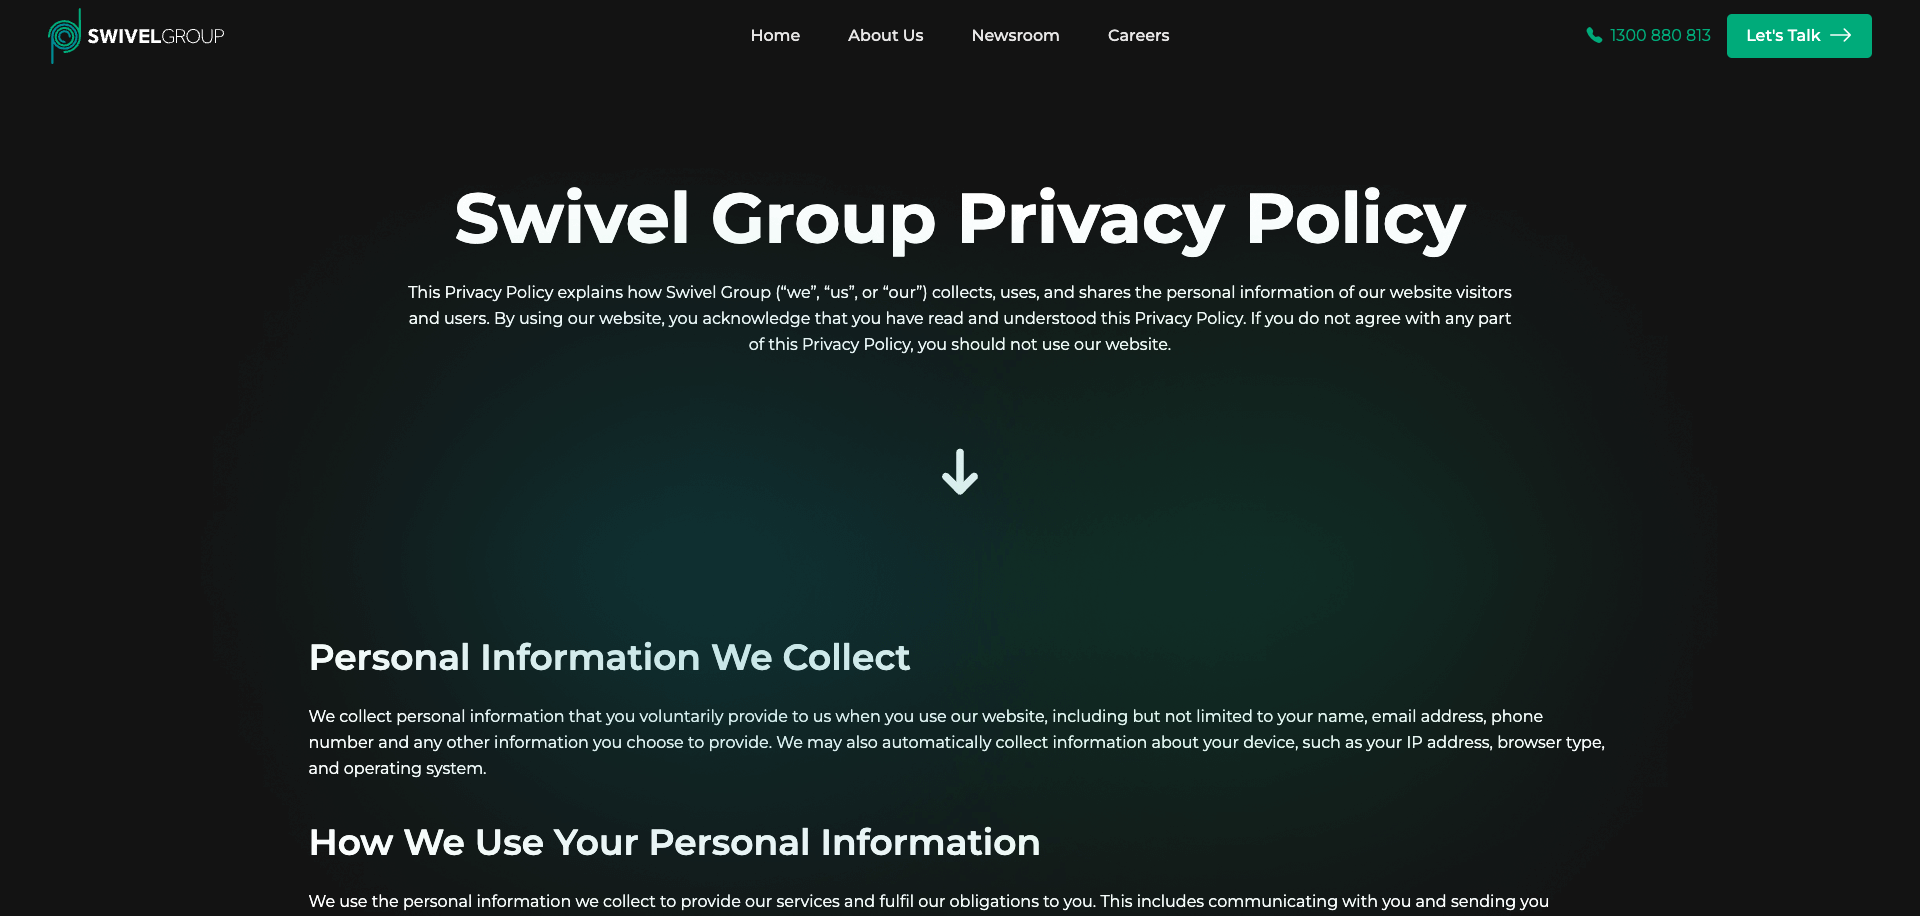 SWIVELGROUP
Home
About Us
Newsroom
Careers
1300 880 813
Let's Talk
Swivel Group Privacy Policy
This Privacy Policy explains how Swivel Group (“we”, “us”, or “our”) collects, uses, and shares the personal information of our website visitors
and users. By using our website, you acknowledge that you have read and understood this Privacy Policy. If you do not agree with any part
of this Privacy Policy, you should not use our website.
Personal Information We Collect
We collect personal information that you voluntarily provide to us when you use our website, including but not limited to your name, email address, phone
number and any other information you choose to provide. We may also automatically collect information about your device, such as your IP address, browser type,
and operating system.
How We Use Your Personal Information
We use the personal information we collect to provide our services and fulfil our obligations to you. This includes communicating with you and sending you